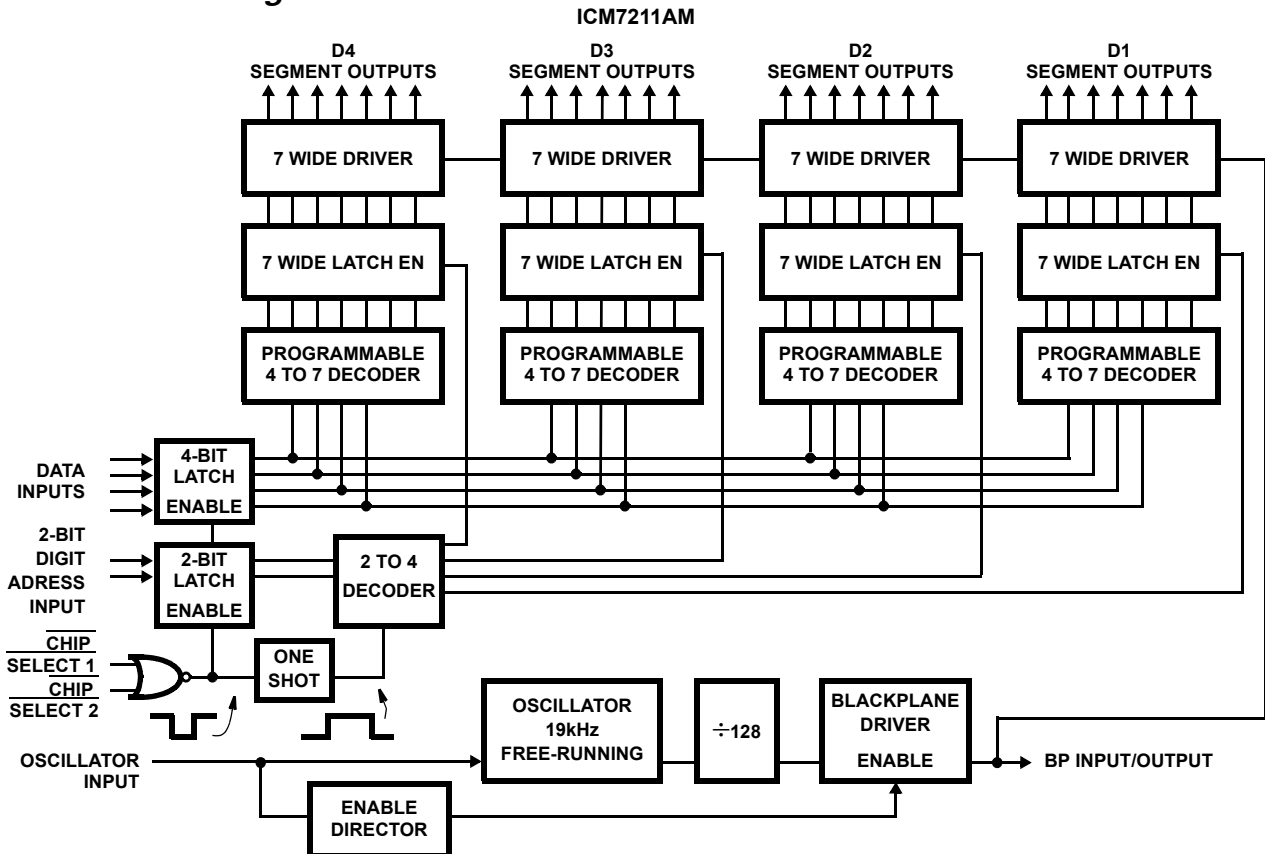 ICM7211AM
D4
SEGMENT OUTPUTS
D3
SEGMENT OUTPUTS
D2
SEGMENT OUTPUTS
D1
SEGMENT OUTPUTS
7 WIDE DRIVER
7 WIDE DRIVER
7 WIDE DRIVER
7 WIDE DRIVER
7 WIDE LATCH EN
7 WIDE LATCH EN
7 WIDE LATCH EN
7 WIDE LATCH EN
PROGRAMMABLE
4 TO 7 DECODER
PROGRAMMABLE
4 TO 7 DECODER
PROGRAMMABLE
4 TO 7 DECODER
PROGRAMMABLE
4 TO 7 DECODER
DATA
INPUTS
4-BIT
LATCH
ENABLE
2-BIT
DIGIT
ADRESS
INPUT
2-BIT
LATCH
ENABLE
2 TO 4
DECODER
CHIP
SELECT 1
CHIP
SELECT 2
ONE
SHOT
OSCILLATOR
19kHz
FREE-RUNNING
÷128
BLACKPLANE
DRIVER
ENABLE
OSCILLATOR
INPUT
BP INPUT/OUTPUT
ENABLE
DIRECTOR